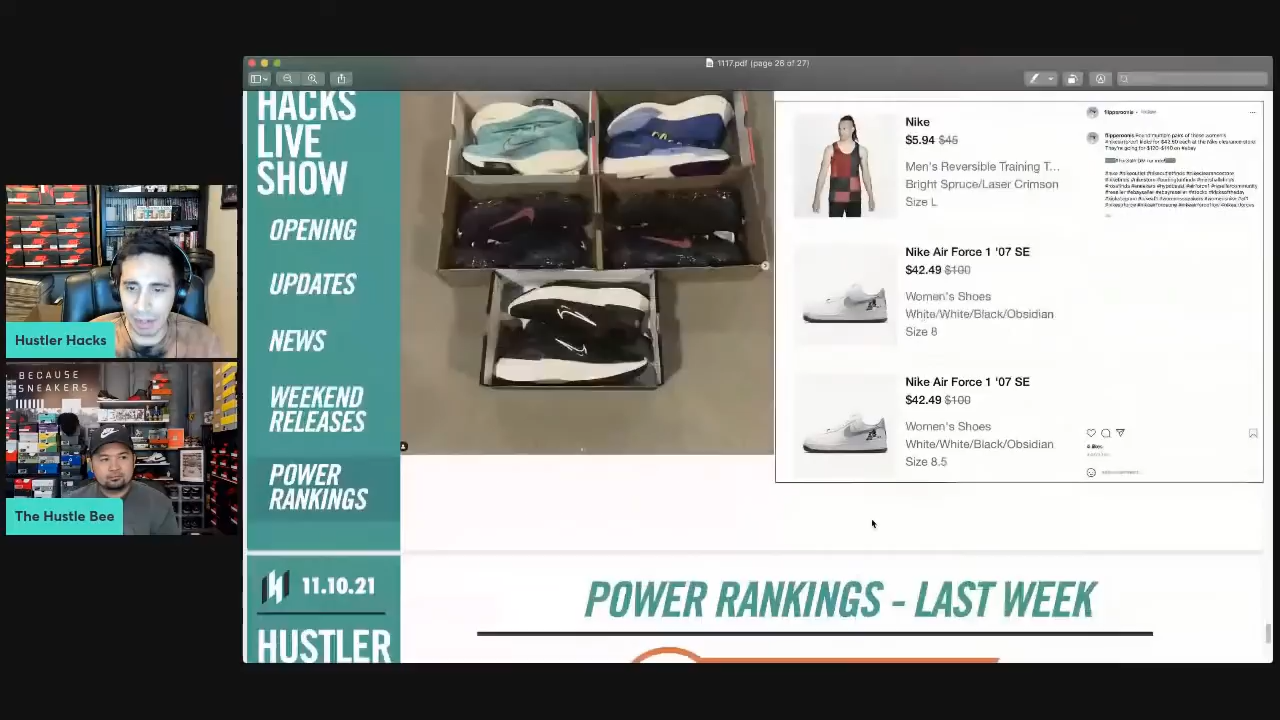 1117.pdf (page 26 of 27)
HACKS
LIVE
SHOW
OPENING
UPDATES
NEWS
WEEKEND
RELEASES
POWER
RANKINGS
Nike
$5.94 $45
Men's Reversible Training T...
Bright Spruce/Laser Crimson
Size L
Nike Air Force 1 '07 SE
$42.49 $100
Women's Shoes
White/White/Black/Obsidian
Size 8
Nike Air Force 1 '07 SE
$42.49 $100
Women's Shoes
White/White/Black/Obsidian
Size 8.5
Hustler Hacks
BECAUSE
SNEAKERS
The Hustle Bee
11.10.21
HUSTLER
POWER RANKINGS - LAST WEEK